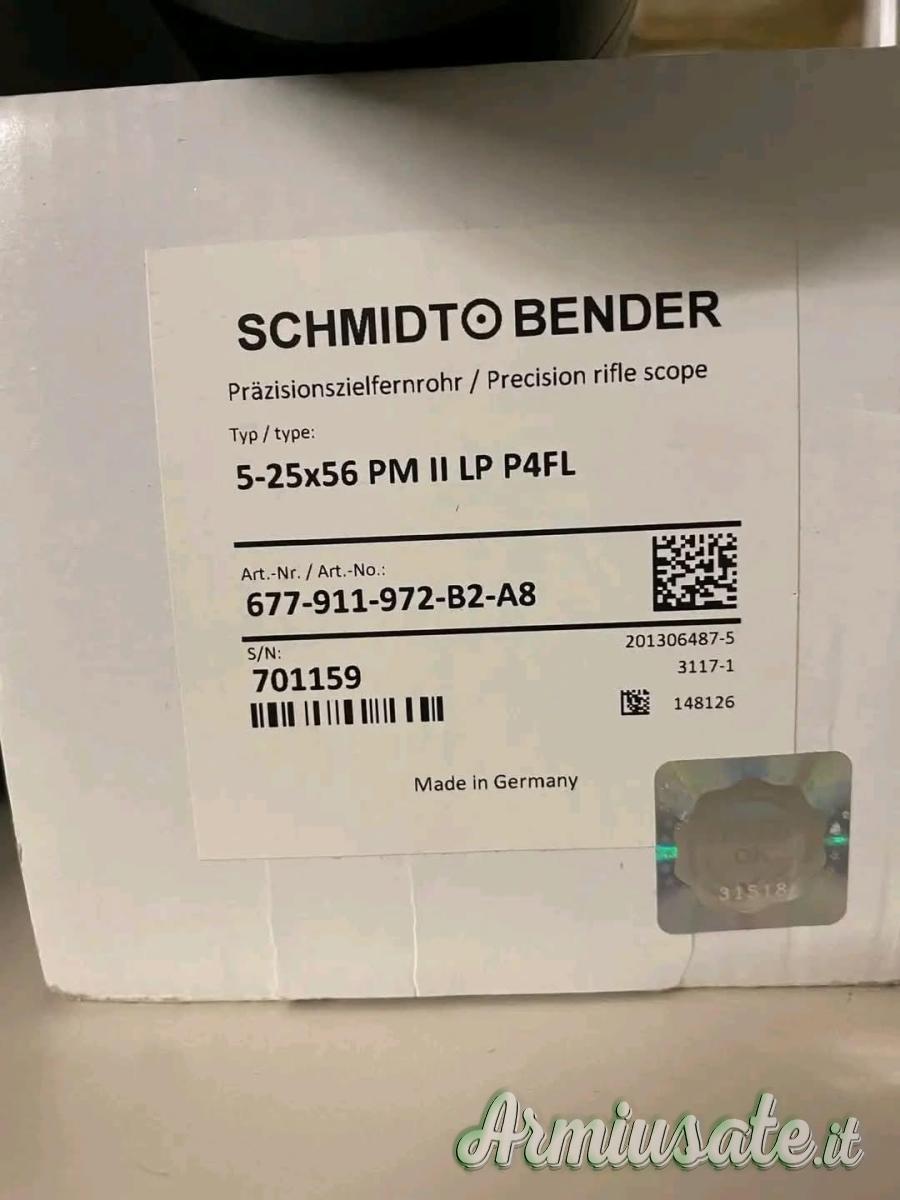 SCHMIDT BENDER
Präzisionszielfernrohr / Precision rifle scope
Typ / type:
5-25x56 PM II LP P4FL
Art.-Nr. / Art.-No.:
677-911-972-B2-A8
S/N:
701159
201306487-5
3117-1
148126
Made in Germany
OK
Armiusate.it